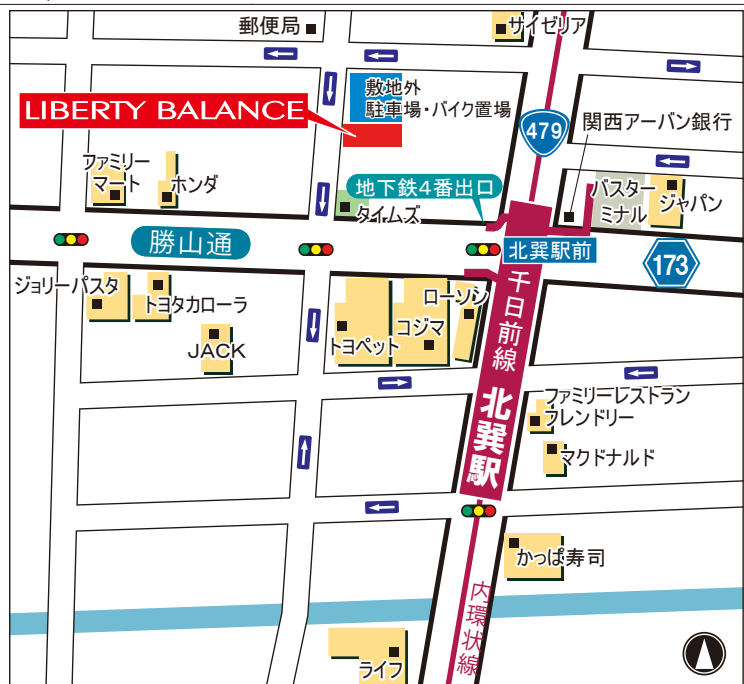 郵便局
サイゼリア
敷地外
駐車場・バイク置場
LIBERTY BALANCE
479
関西アーバン銀行
ファミリー
マート
ホンダ
地下鉄4番出口
タイムズ
バスター
ミナル
ジャパン
勝山通
北巽駅前
173
ジョリーパスタ
トヨタカローラ
JACK
トヨペット
コジマ
ローソン
千日前線
北巽駅
ファミリーレストラン
フレンドリー
マクドナルド
かっぱ寿司
内環状線
ライフ